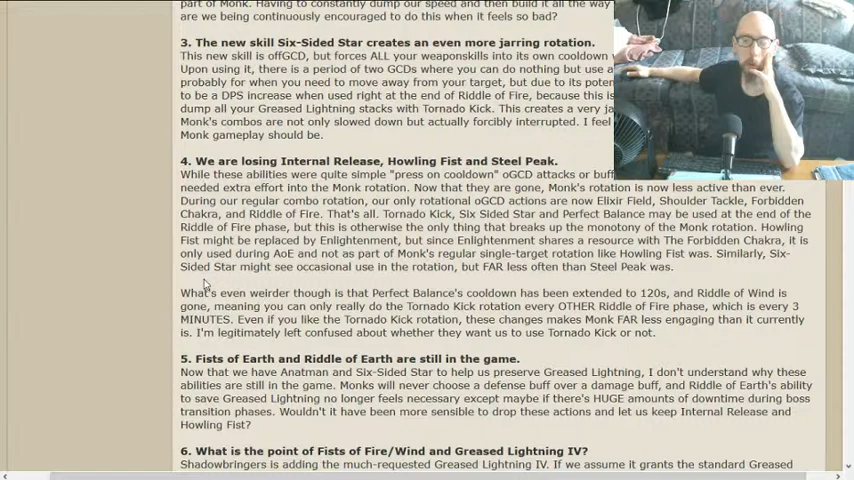 part of Monk. Having to constantly dump our speed and then build it all the way
are we being continuously encouraged to do this when it feels so bad?
3. The new skill Six-Sided Star creates an even more jarring rotation.
This new skill is offGCD, but forces ALL your weaponskills into its own cooldown
Upon using it, there is a period of two GCDs where you can do nothing but use a
probably for when you need to move away from your target, but due to its poten
to be a DPS increase when used right at the end of Riddle of Fire, because this is
dump all your Greased Lightning stacks with Tornado Kick. This creates a very ja
Monk's combos are not only slowed down but actually forcibly interrupted. I feel
Monk gameplay should be.
4. We are losing Internal Release, Howling Fist and Steel Peak.
While these abilities were quite simple "press on cooldown" oGCD attacks or buff
needed extra effort into the Monk rotation. Now that they are gone, Monk's rotation is now less active than ever.
During our regular combo rotation, our only rotational oGCD actions are now Elixir Field, Shoulder Tackle, Forbidden
Chakra, and Riddle of Fire. That's all. Tornado Kick, Six Sided Star and Perfect Balance may be used at the end of the
Riddle of Fire phase, but this is otherwise the only thing that breaks up the monotony of the Monk rotation. Howling
Fist might be replaced by Enlightenment, but since Enlightenment shares a resource with The Forbidden Chakra, it is
only used during AoE and not as part of Monk's regular single-target rotation like Howling Fist was. Similarly, Six-
Sided Star might see occasional use in the rotation, but FAR less often than Steel Peak was.
What's even weirder though is that Perfect Balance's cooldown has been extended to 120s, and Riddle of Wind is
gone, meaning you can only really do the Tornado Kick rotation every OTHER Riddle of Fire phase, which is every 3
MINUTES. Even if you like the Tornado Kick rotation, these changes makes Monk FAR less engaging than it currently
is. I'm legitimately left confused about whether they want us to use Tornado Kick or not.
5. Fists of Earth and Riddle of Earth are still in the game.
Now that we have Anatman and Six-Sided Star to help us preserve Greased Lightning, I don't understand why these
abilities are still in the game. Monks will never choose a defense buff over a damage buff, and Riddle of Earth's ability
to save Greased Lightning no longer feels necessary except maybe if there's HUGE amounts of downtime during boss
transition phases. Wouldn't it have been more sensible to drop these actions and let us keep Internal Release and
Howling Fist?
6. What is the point of Fists of Fire/Wind and Greased Lightning IV?
Shadowbringers is adding the much-requested Greased Lightning IV. If we assume it grants the standard Greased